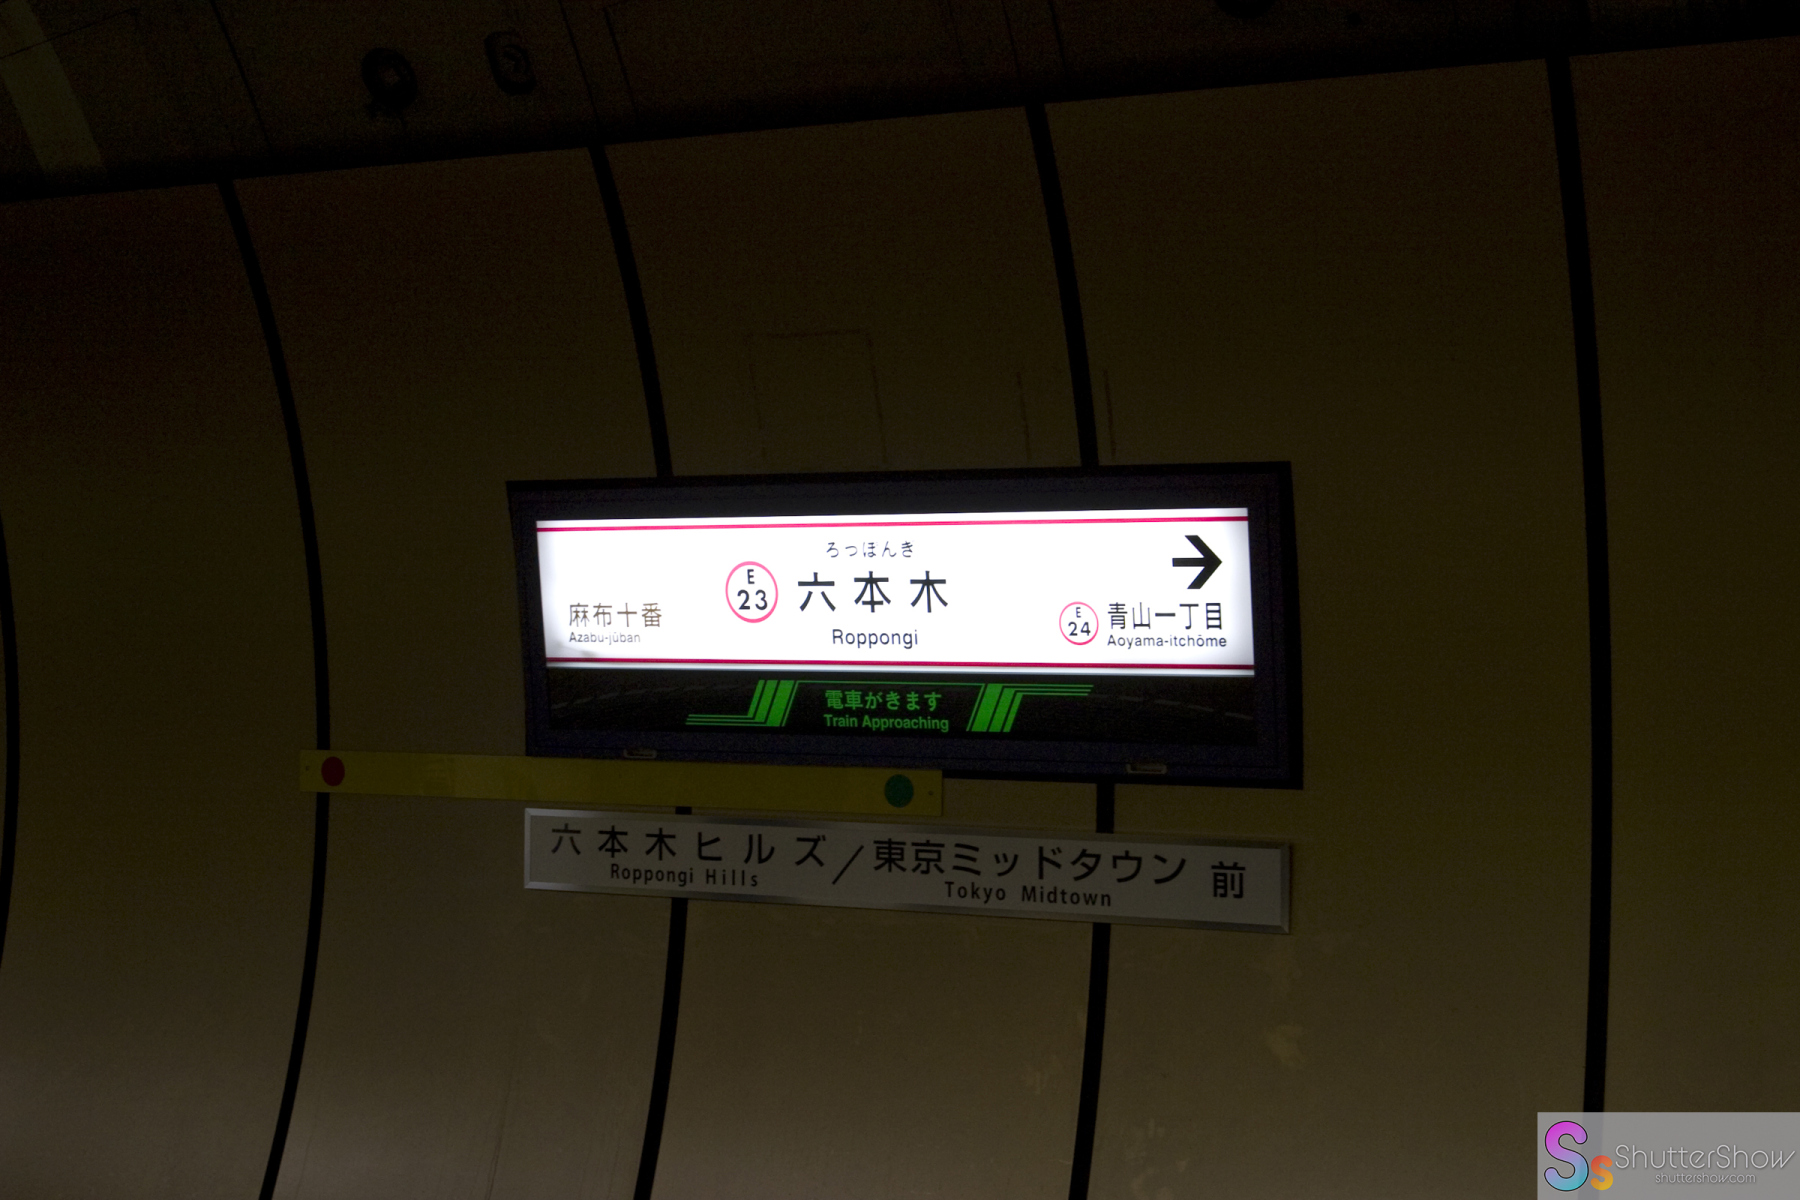 ろっぽんぎ
E
23
六本木
Roppongi
麻布十番
Azabu-jūban
E
24
青山一丁目
Aoyama-itchōme
電車がきます
Train Approaching
六本木ヒルズ/東京ミッドタウン 前
Roppongi Hills Tokyo Midtown
Ss ShutterShow
shuttershow.com